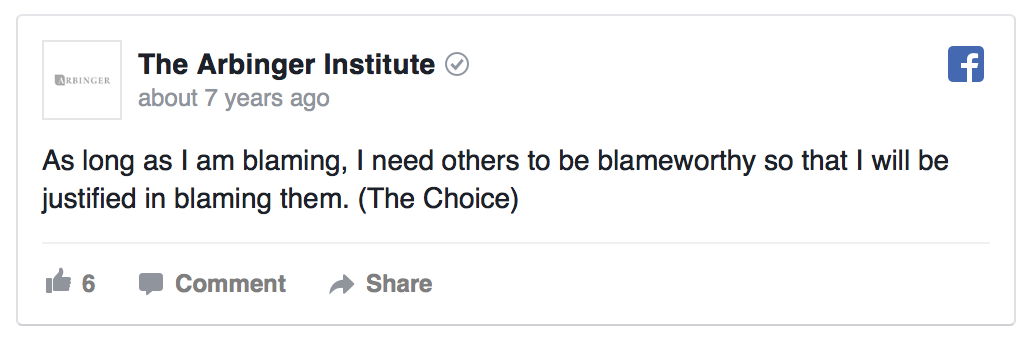 ARBINGER
The Arbinger Institute
about 7 years ago
As long as I am blaming, I need others to be blameworthy so that I will be
justified in blaming them. (The Choice)
6 Comment Share